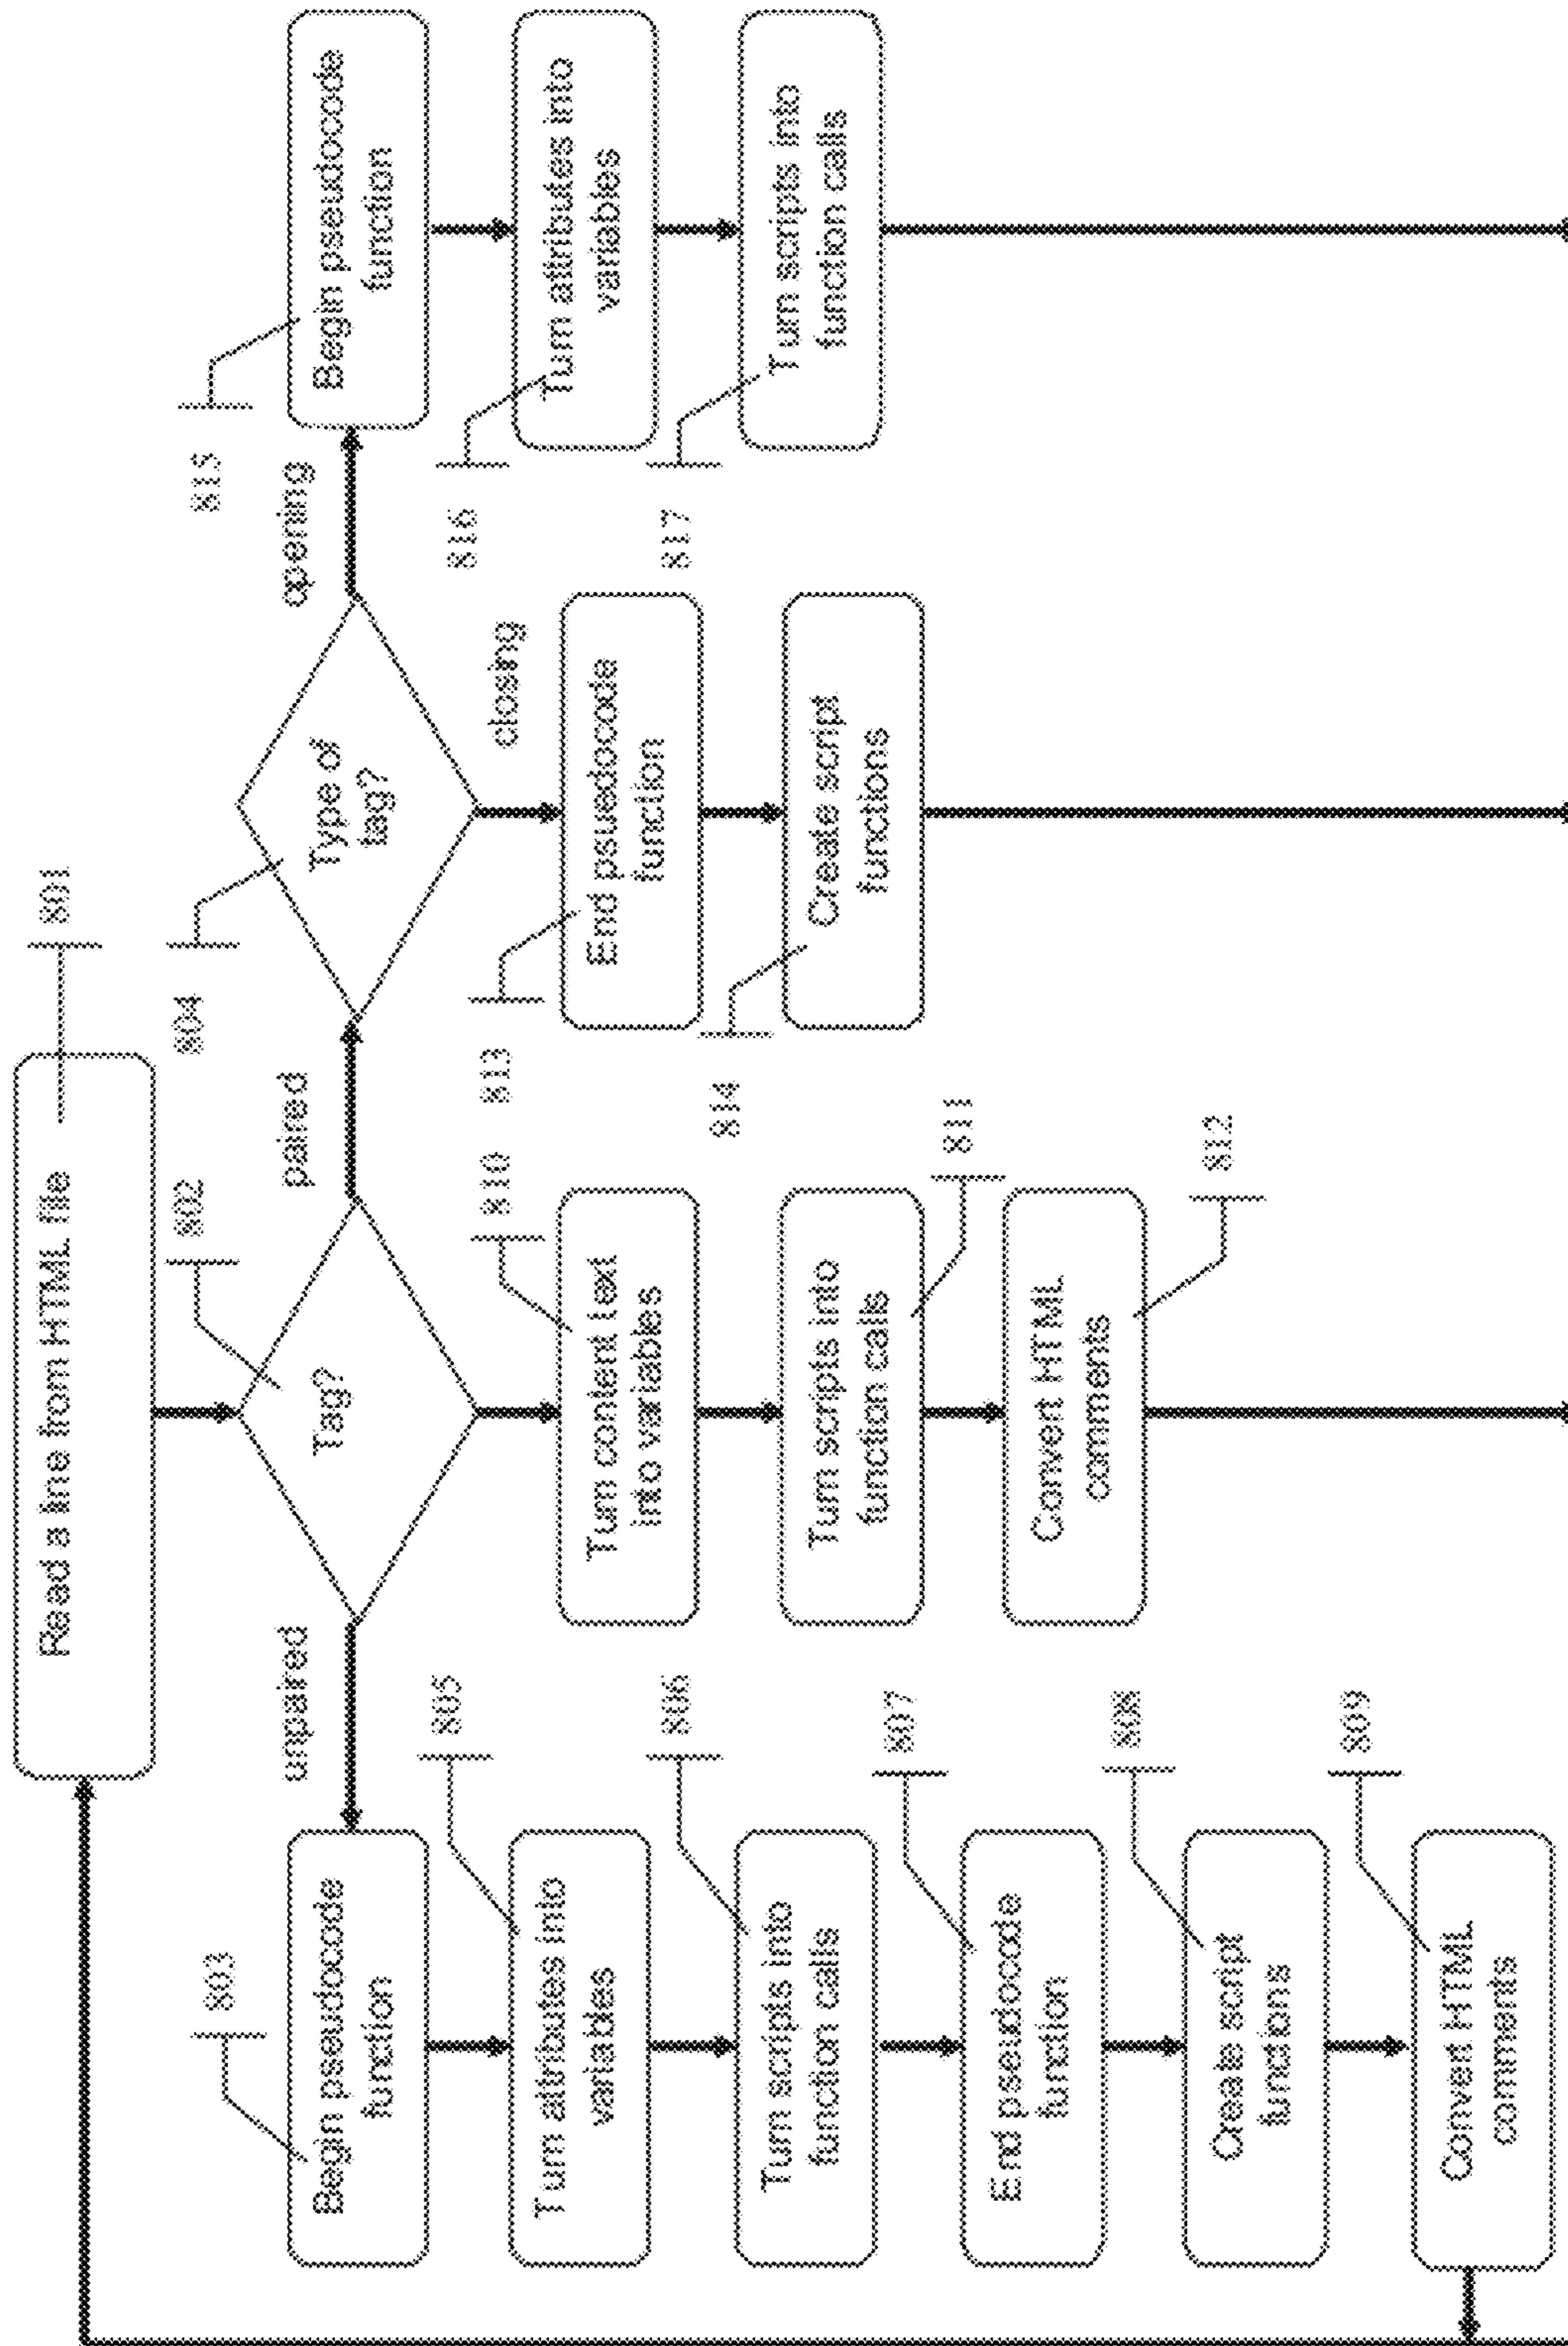 Read a line from HTML file
801
802
Tag?
unpaired
paired
804
Type of
tag?
opening
closing
803
Begin pseudocode
function
805
Turn attributes into
variables
806
Turn scripts into
function calls
807
End pseudocode
function
808
Create script
functions
809
Convert HTML
comments
810
Turn content text
into variables
811
Turn scripts into
function calls
812
Convert HTML
comments
813
End psuedocode
function
814
Create script
functions
815
Begin pseudocode
function
816
Turn attributes into
variables
817
Turn scripts into
function calls